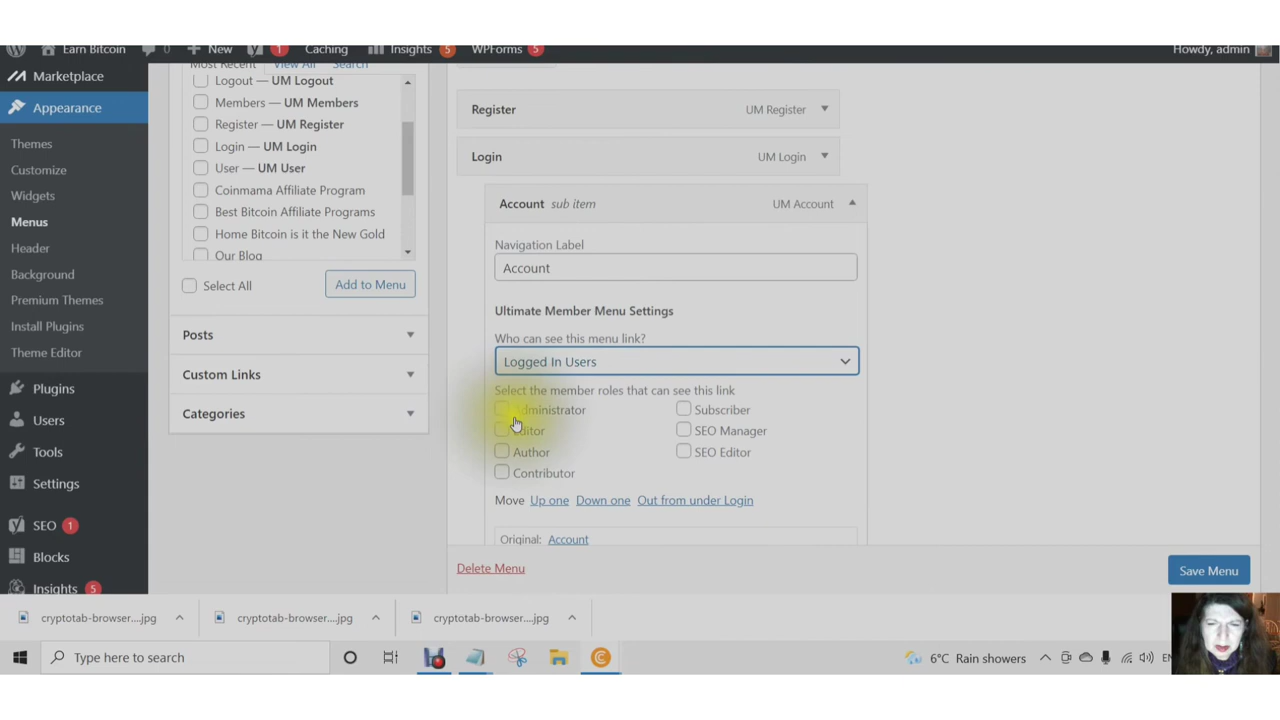 Earn Bitcoin 0 New 1 Caching Insights 5 WPForms 5 Howdy, admin
Marketplace
Appearance
Themes
Customize
Widgets
Menus
Header
Background
Premium Themes
Install Plugins
Theme Editor
Plugins
Users
Tools
Settings
SEO 1
Blocks
Insights 5
Most Recent View All Search
Logout — UM Logout
Members — UM Members
Register — UM Register
Login — UM Login
User — UM User
Coinmama Affiliate Program
Best Bitcoin Affiliate Programs
Home Bitcoin is it the New Gold
Our Blog
Select All Add to Menu
Posts
Custom Links
Categories
Register UM Register
Login UM Login
Account sub item UM Account
Navigation Label
Account
Ultimate Member Menu Settings
Who can see this menu link?
Logged In Users
Select the member roles that can see this link
Administrator Subscriber
Editor SEO Manager
Author SEO Editor
Contributor
Move Up one Down one Out from under Login
Original: Account
Delete Menu Save Menu
cryptotab-browser....jpg cryptotab-browser....jpg cryptotab-browser....jpg
Type here to search 6°C Rain showers